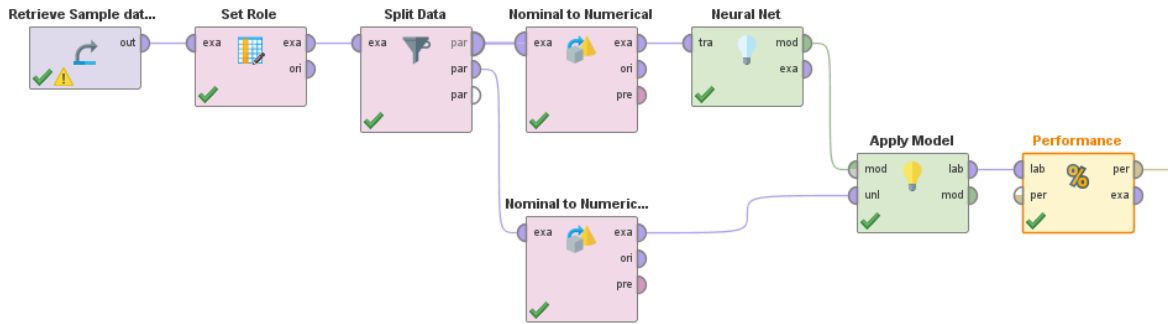 Retrieve Sample dat...
Set Role
Split Data
Nominal to Numerical
Neural Net
out
exa
exa
ori
exa
par
par
par
exa
exa
ori
pre
tra
mod
exa
Apply Model
Performance
mod
unl
lab
mod
lab
per
%
per
exa
Nominal to Numeric...
exa
exa
ori
pre